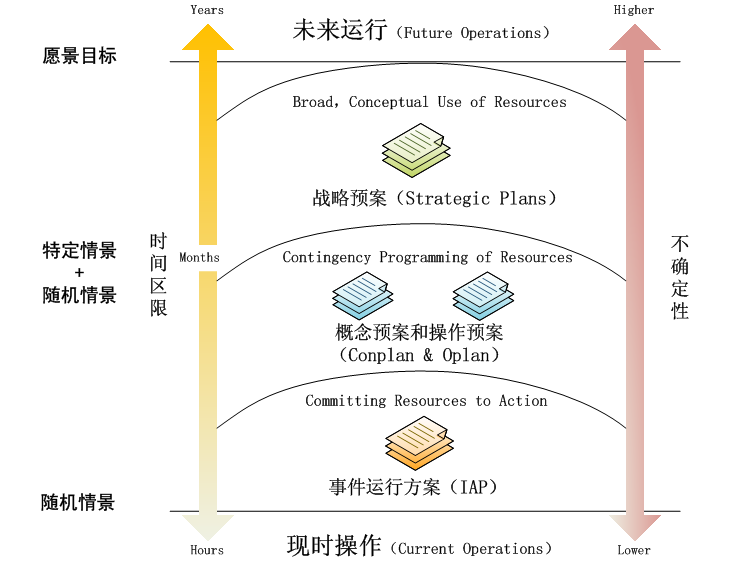 Years
未来运行（Future Operations）
Higher
愿景目标
Broad, Conceptual Use of Resources
战略预案（Strategic Plans）
特定情景
+
随机情景
时间区限
Months
Contingency Programming of Resources
不确定性
概念预案和操作预案
（Conplan & Oplan）
Committing Resources to Action
事件运行方案（IAP）
随机情景
Hours
现时操作（Current Operations）
Lower